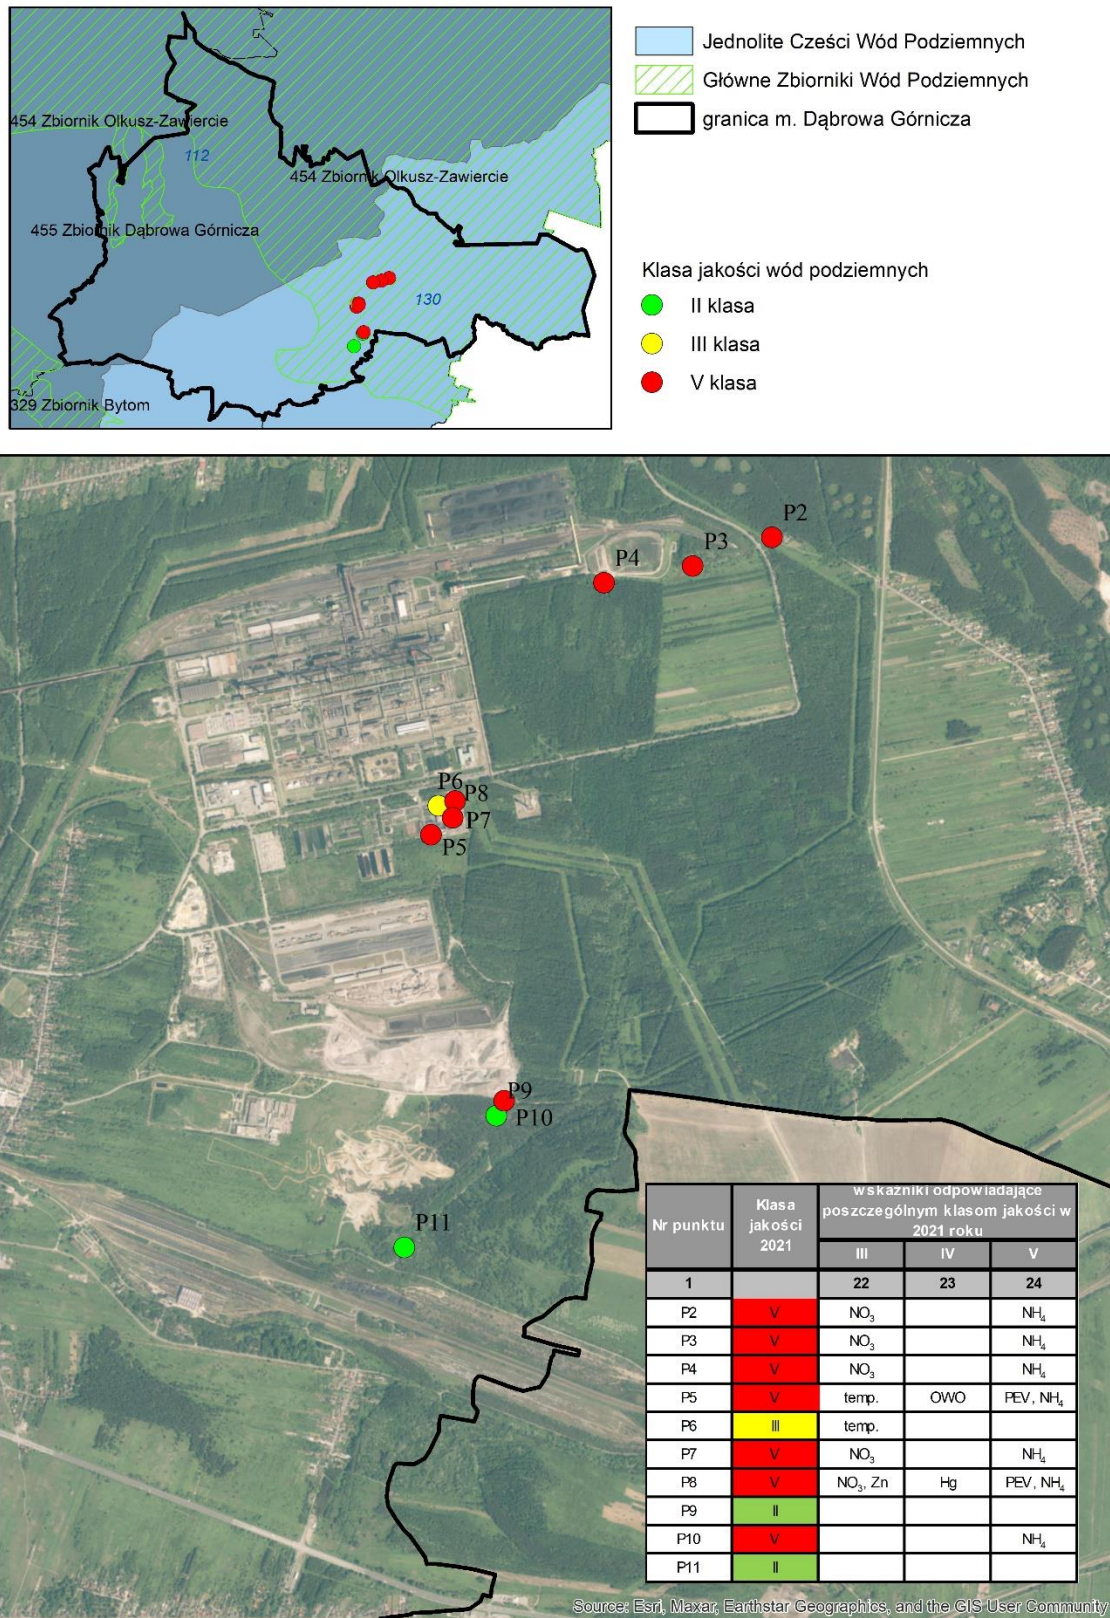 454 Zbiornik Olkusz-Zawiercie
112
454 Zbiornik Olkusz-Zawiercie
455 Zbiornik Dąbrowa Górnicza
130
329 Zbiornik Bytom
Jednolite Cześci Wód Podziemnych
Główne Zbiorniki Wód Podziemnych
granica m. Dąbrowa Górnicza
Klasa jakości wód podziemnych
II klasa
III klasa
V klasa
P2
P3
P4
P6
P8
P7
P5
P9
P10
P11
Nr punktu | Klasa jakości 2021 | wskaźniki odpowiadające poszczególnym klasom jakości w 2021 roku
III | IV | V
1 | 22 | 23 | 24
P2 | V | NO₃ | NH₄
P3 | V | NO₃ | NH₄
P4 | V | NO₃ | NH₄
P5 | V | temp. | OWO | PEV, NH₄
P6 | III | temp.
P7 | V | NO₃ | NH₄
P8 | V | NO₃, Zn | Hg | PEV, NH₄
P9 | II
P10 | V | NH₄
P11 | II
Source: Esri, Maxar, Earthstar Geographics, and the GIS User Community